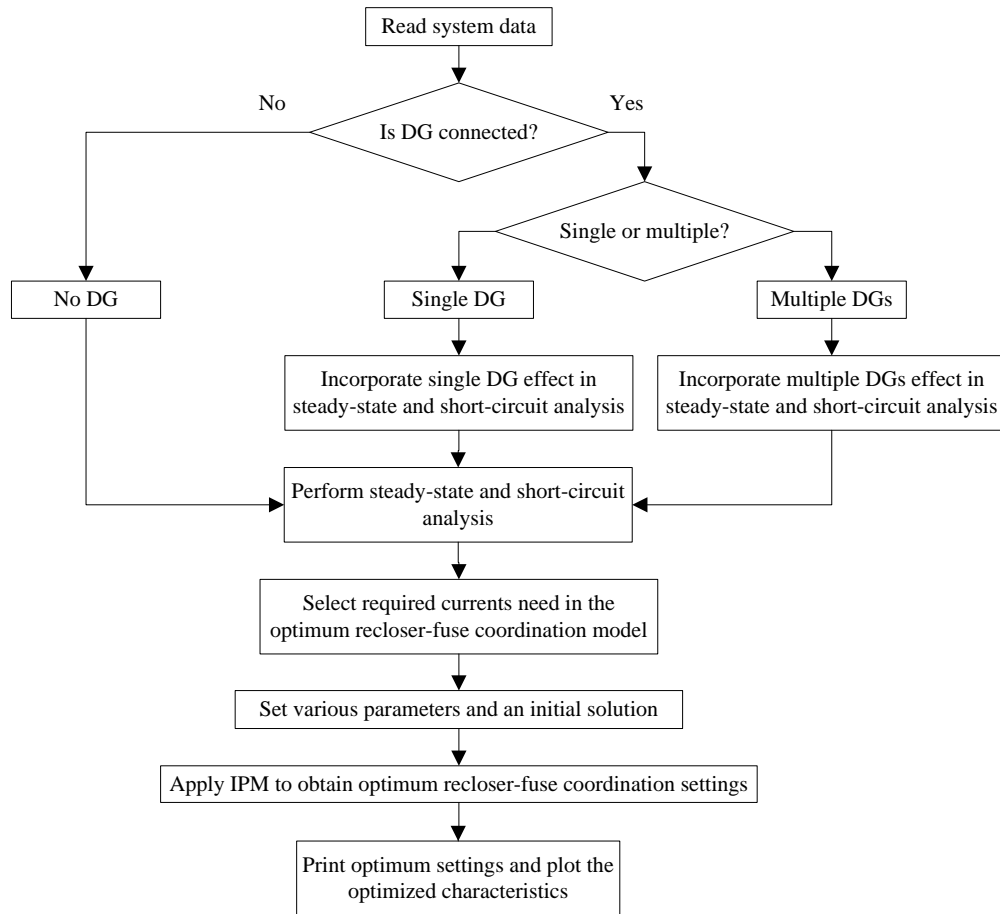 Read system data
No
Yes
Is DG connected?
Single or multiple?
No DG
Single DG
Multiple DGs
Incorporate single DG effect in
steady-state and short-circuit analysis
Incorporate multiple DGs effect in
steady-state and short-circuit analysis
Perform steady-state and short-circuit
analysis
Select required currents need in the
optimum recloser-fuse coordination model
Set various parameters and an initial solution
Apply IPM to obtain optimum recloser-fuse coordination settings
Print optimum settings and plot the
optimized characteristics